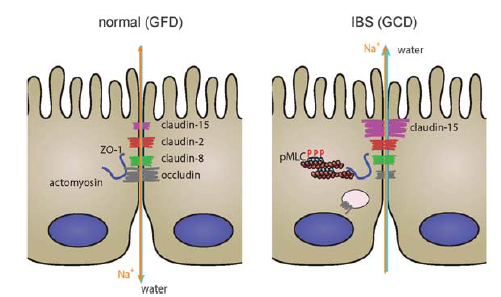 normal (GFD)
IBS (GCD)
Na+
water
claudin-15
claudin-2
ZO-1
claudin-8
occludin
actomyosin
Na+
water
claudin-15
pMLC
P P P